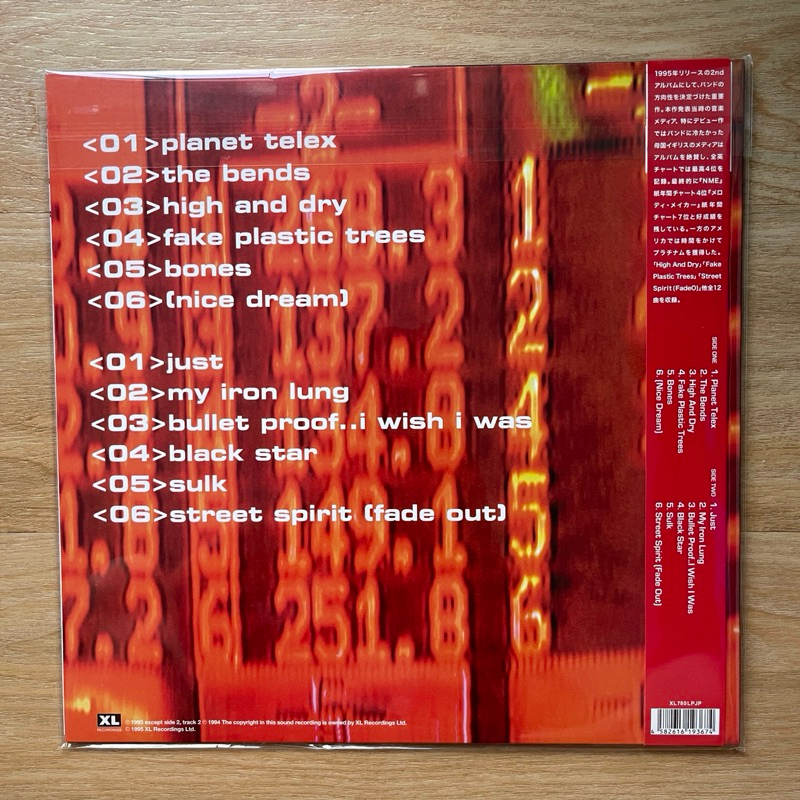 <01>planet telex
<02>the bends
<03>high and dry
<04>fake plastic trees
<05>bones
<06>(nice dream)
<01>just
<02>my iron lung
<03>bullet proof..i wish i was
<04>black star
<05>sulk
<06>street spirit (fade out)
1
2
4
5
6
XL
RECORDINGS
℗ 1995 except side 2, track 2 ℗ 1994 The copyright in this sound recording is owned by XL Recordings Ltd.
© 1995 XL Recordings Ltd.
1995年リリースの2nd
アルバムにして、バンドの
方向性を決定づけた重要
作。本作発表当時の音楽
メディア、特にデビュー作
ではバンドに冷たかった
母国イギリスのメディアは
アルバムを絶賛し、全英
チャートでは最高4位を
記録。最終的に『NME』
紙年間チャート4位『メロ
ディ・メイカー』紙年間
チャート7位と好成績を
残している。一方のアメ
リカでは時間をかけて
プラチナムを獲得した。
「High And Dry」「Fake
Plastic Trees」「Street
Spirit (FadeO)」他全12
曲を収録。
SIDE ONE
1. Planet Telex
2. The Bends
3. High And Dry
4. Fake Plastic Trees
5. Bones
6. (Nice Dream)
SIDE TWO
1. Just
2. My Iron Lung
3. Bullet Proof..I Wish I Was
4. Black Star
5. Sulk
6. Street Spirit (Fade Out)
XL780LPJP
4 582616 193674